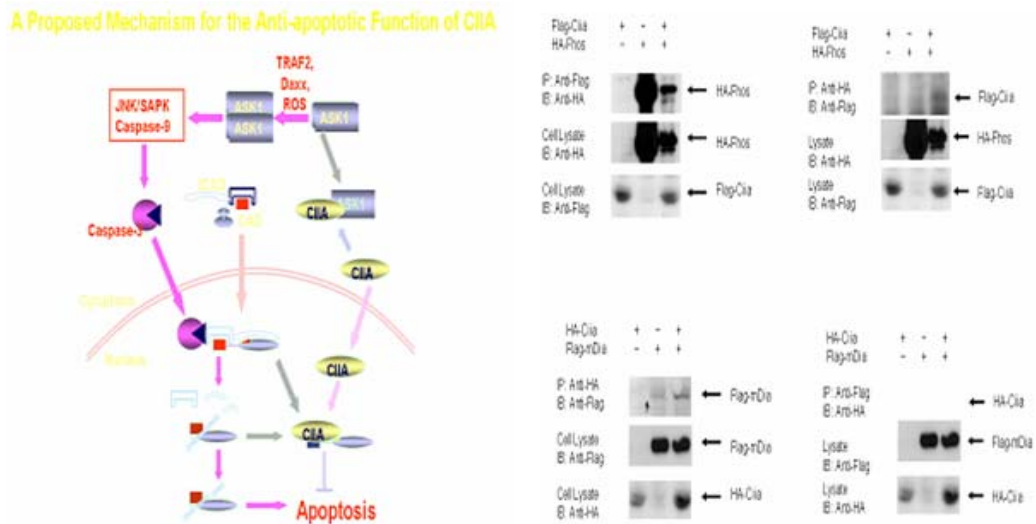 A Proposed Mechanism for the Anti-apoptotic Function of CIIA
TRAF2,
Daxx,
ROS
JNK/SAPK
Caspase-9
ASK1
ASK1
ASK1
CIIA
ASK1
CAD
Caspase-3
CIIA
Cytoplasm
Nucleus
CIIA
CIIA
Apoptosis
Flag-Ciia + - +
HA-Phos - + +
IP: Anti-Flag
IB: Anti-HA
HA-Phos
Cell Lysate
IB: Anti-HA
HA-Phos
Cell Lysate
IB: Anti-Flag
Flag-Ciia
Flag-Ciia + - +
HA-Phos - + +
IP: Anti-HA
IB: Anti-Flag
Flag-Ciia
Lysate
IB: Anti-HA
HA-Phos
Lysate
IB: Anti-Flag
Flag-Ciia
HA-Ciia + - +
Flag-mDia - + +
IP: Anti-HA
IB: Anti-Flag
Flag-mDia
Cell Lysate
IB: Anti-Flag
Flag-mDia
Cell Lysate
IB: Anti-HA
HA-Ciia
HA-Ciia + - +
Flag-mDia - + +
IP: Anti-Flag
IB: Anti-HA
HA-Ciia
Lysate
IB: Anti-Flag
Flag-mDia
Lysate
IB: Anti-HA
HA-Ciia